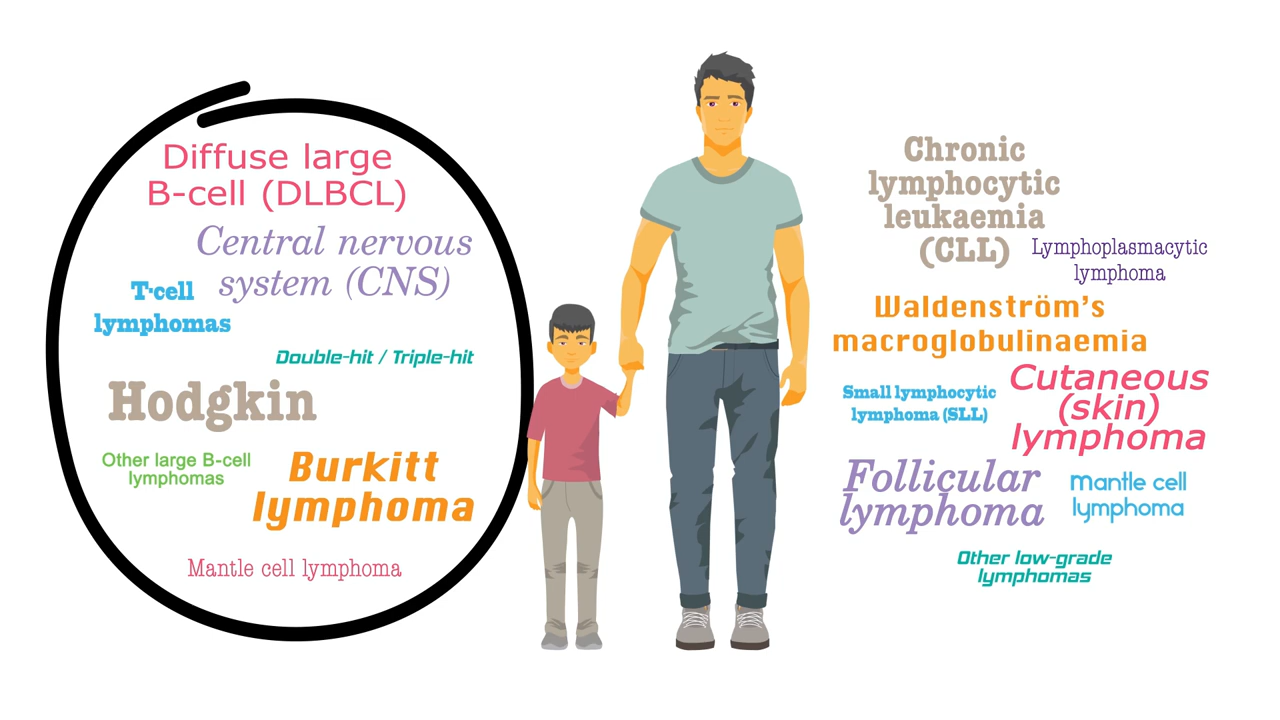 Diffuse large
B-cell (DLBCL)
Central nervous
system (CNS)
T-cell
lymphomas
Double-hit / Triple-hit
Hodgkin
Other large B-cell
lymphomas
Burkitt
lymphoma
Mantle cell lymphoma
Chronic
lymphocytic
leukaemia
(CLL)
Lymphoplasmacytic
lymphoma
Waldenström's
macroglobulinaemia
Small lymphocytic
lymphoma (SLL)
Cutaneous
(skin)
lymphoma
Follicular
lymphoma
Mantle cell
lymphoma
Other low-grade
lymphomas